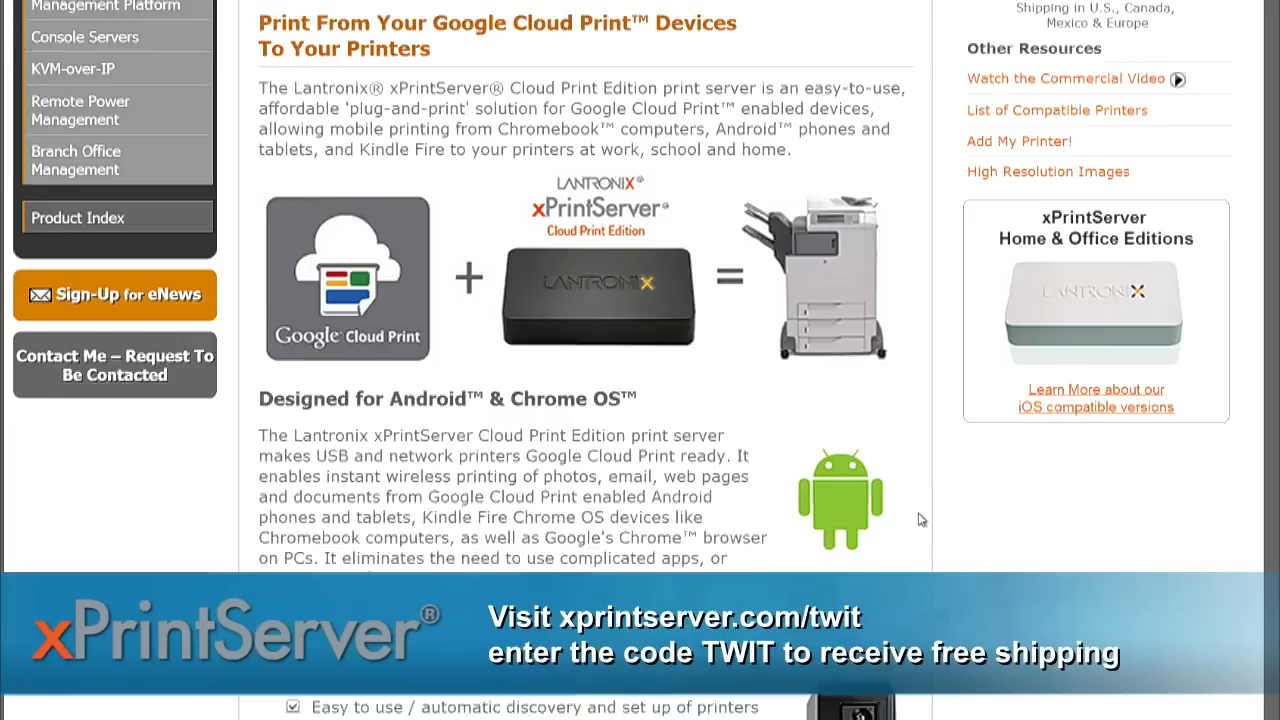 Management Platform
Console Servers
KVM-over-IP
Remote Power
Management
Branch Office
Management
Product Index
Sign-Up for eNews
Contact Me – Request To
Be Contacted
Print From Your Google Cloud Print™ Devices
To Your Printers
The Lantronix® xPrintServer® Cloud Print Edition print server is an easy-to-use,
affordable 'plug-and-print' solution for Google Cloud Print™ enabled devices,
allowing mobile printing from Chromebook™ computers, Android™ phones and
tablets, and Kindle Fire to your printers at work, school and home.
LANTRONIX®
xPrintServer®
Cloud Print Edition
Google Cloud Print
+
LANTRONIX
=
Designed for Android™ & Chrome OS™
The Lantronix xPrintServer Cloud Print Edition print server
makes USB and network printers Google Cloud Print ready. It
enables instant wireless printing of photos, email, web pages
and documents from Google Cloud Print enabled Android
phones and tablets, Kindle Fire Chrome OS devices like
Chromebook computers, as well as Google's Chrome™ browser
on PCs. It eliminates the need to use complicated apps, or
Shipping in U.S., Canada,
Mexico & Europe
Other Resources
Watch the Commercial Video
List of Compatible Printers
Add My Printer!
High Resolution Images
xPrintServer
Home & Office Editions
LANTRONIX
Learn More about our
iOS compatible versions
xPrintServer®
Visit xprintserver.com/twit
enter the code TWIT to receive free shipping
Easy to use / automatic discovery and set up of printers